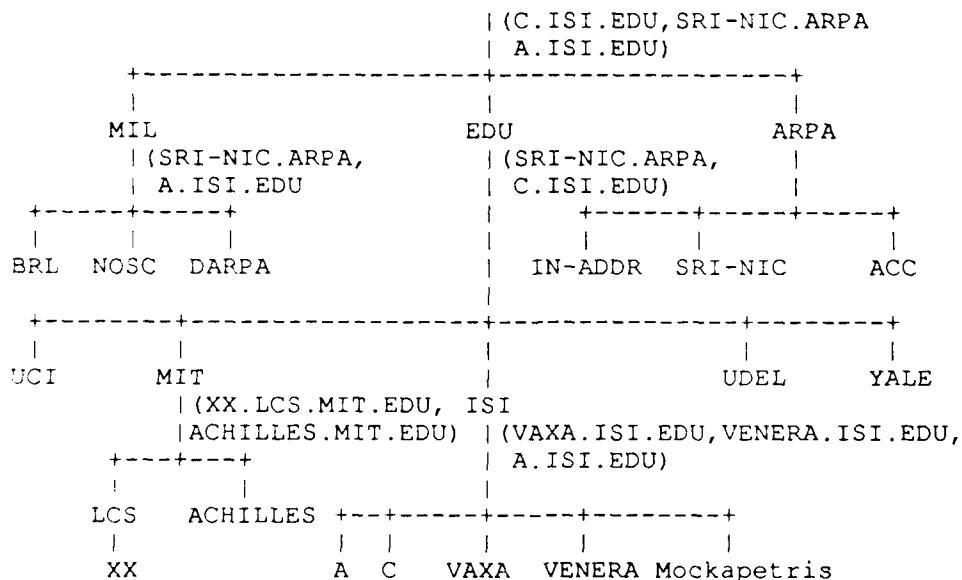 (C.ISI.EDU,SRI-NIC.ARPA
A.ISI.EDU)
MIL EDU ARPA
(SRI-NIC.ARPA, (SRI-NIC.ARPA,
A.ISI.EDU C.ISI.EDU)
BRL NOSC DARPA IN-ADDR SRI-NIC ACC
UCI MIT UDEL YALE
(XX.LCS.MIT.EDU, ISI
ACHILLES.MIT.EDU) (VAXA.ISI.EDU,VENERA.ISI.EDU,
A.ISI.EDU)
LCS ACHILLES
XX A C VAXA VENERA Mockapetris